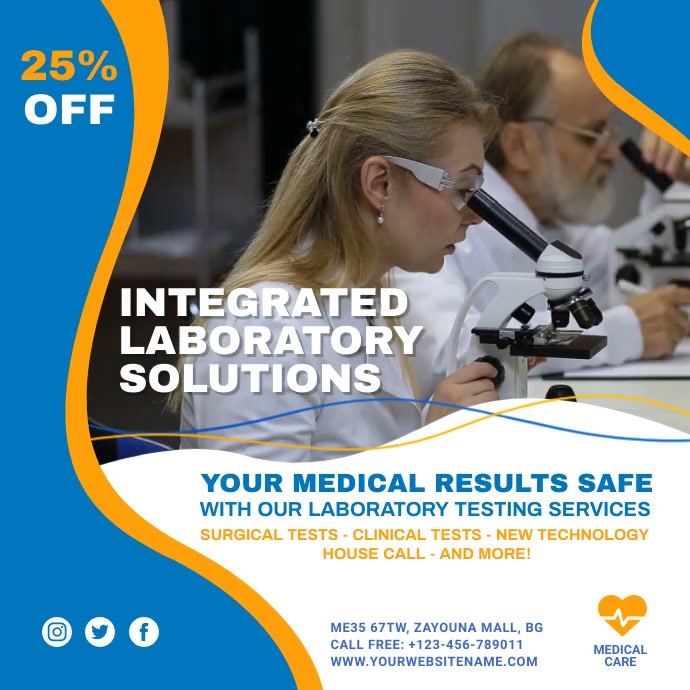 25%
OFF
INTEGRATED
LABORATORY
SOLUTIONS
YOUR MEDICAL RESULTS SAFE
WITH OUR LABORATORY TESTING SERVICES
SURGICAL TESTS - CLINICAL TESTS - NEW TECHNOLOGY
HOUSE CALL - AND MORE!
ME35 67TW, ZAYOUNA MALL, BG
CALL FREE: +123-456-789011
WWW.YOURWEBSITENAME.COM
MEDICAL
CARE